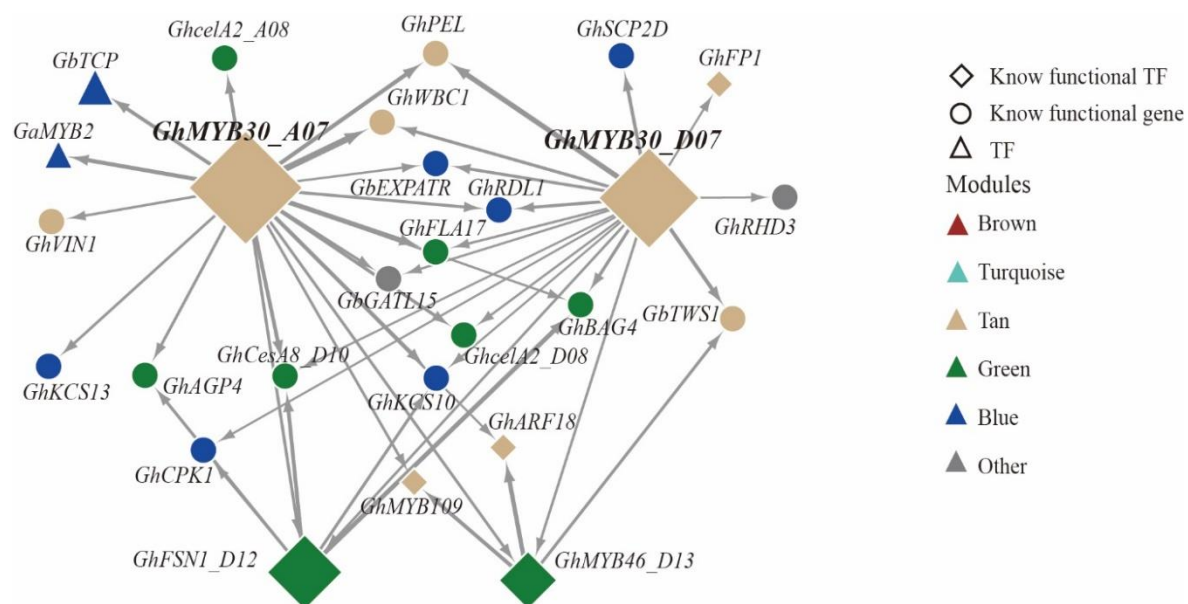 GhPEL
GhcelA2_A08
GhSCP2D
GbTCP
GhFP1
GhWBC1
GhMYB30_A07
GhMYB30_D07
GaMYB2
GbEXPATR
GhRDL1
GhVIN1
GhFLA17
GhRHD3
GbGATL15
GhBAG4
GbTWS1
GhCesA8_D10
GhcelA2_D08
GhKCS13
GhAGP4
GhKCS10
GhARF18
GhCPK1
GhMYB109
GhFSN1_D12
GhMYB46_D13
Know functional TF
Know functional gene
TF
Modules
Brown
Turquoise
Tan
Green
Blue
Other